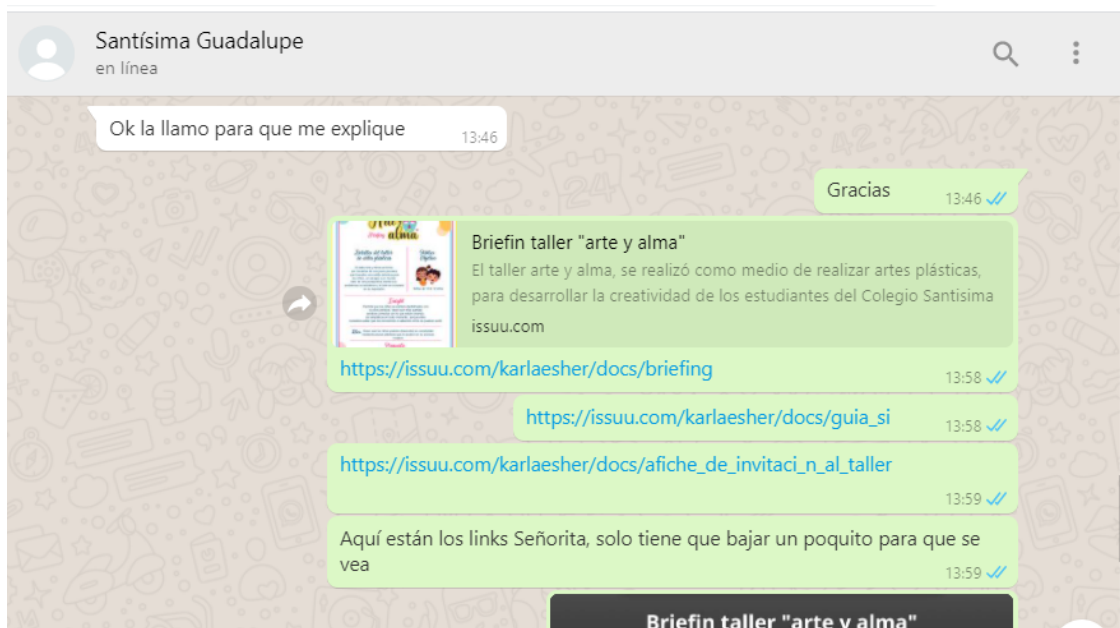 Santísima Guadalupe
en línea
Ok la llamo para que me explique
13:46
Gracias
13:46
alma
Briefin taller "arte y alma"
El taller arte y alma, se realizó como medio de realizar artes plásticas,
para desarrollar la creatividad de los estudiantes del Colegio Santisima
issuu.com
https://issuu.com/karlaesher/docs/briefing
13:58
https://issuu.com/karlaesher/docs/guia_si
13:58
https://issuu.com/karlaesher/docs/afiche_de_invitaci_n_al_taller
13:59
Aquí están los links Señorita, solo tiene que bajar un poquito para que se
vea
13:59
Briefin taller "arte y alma"